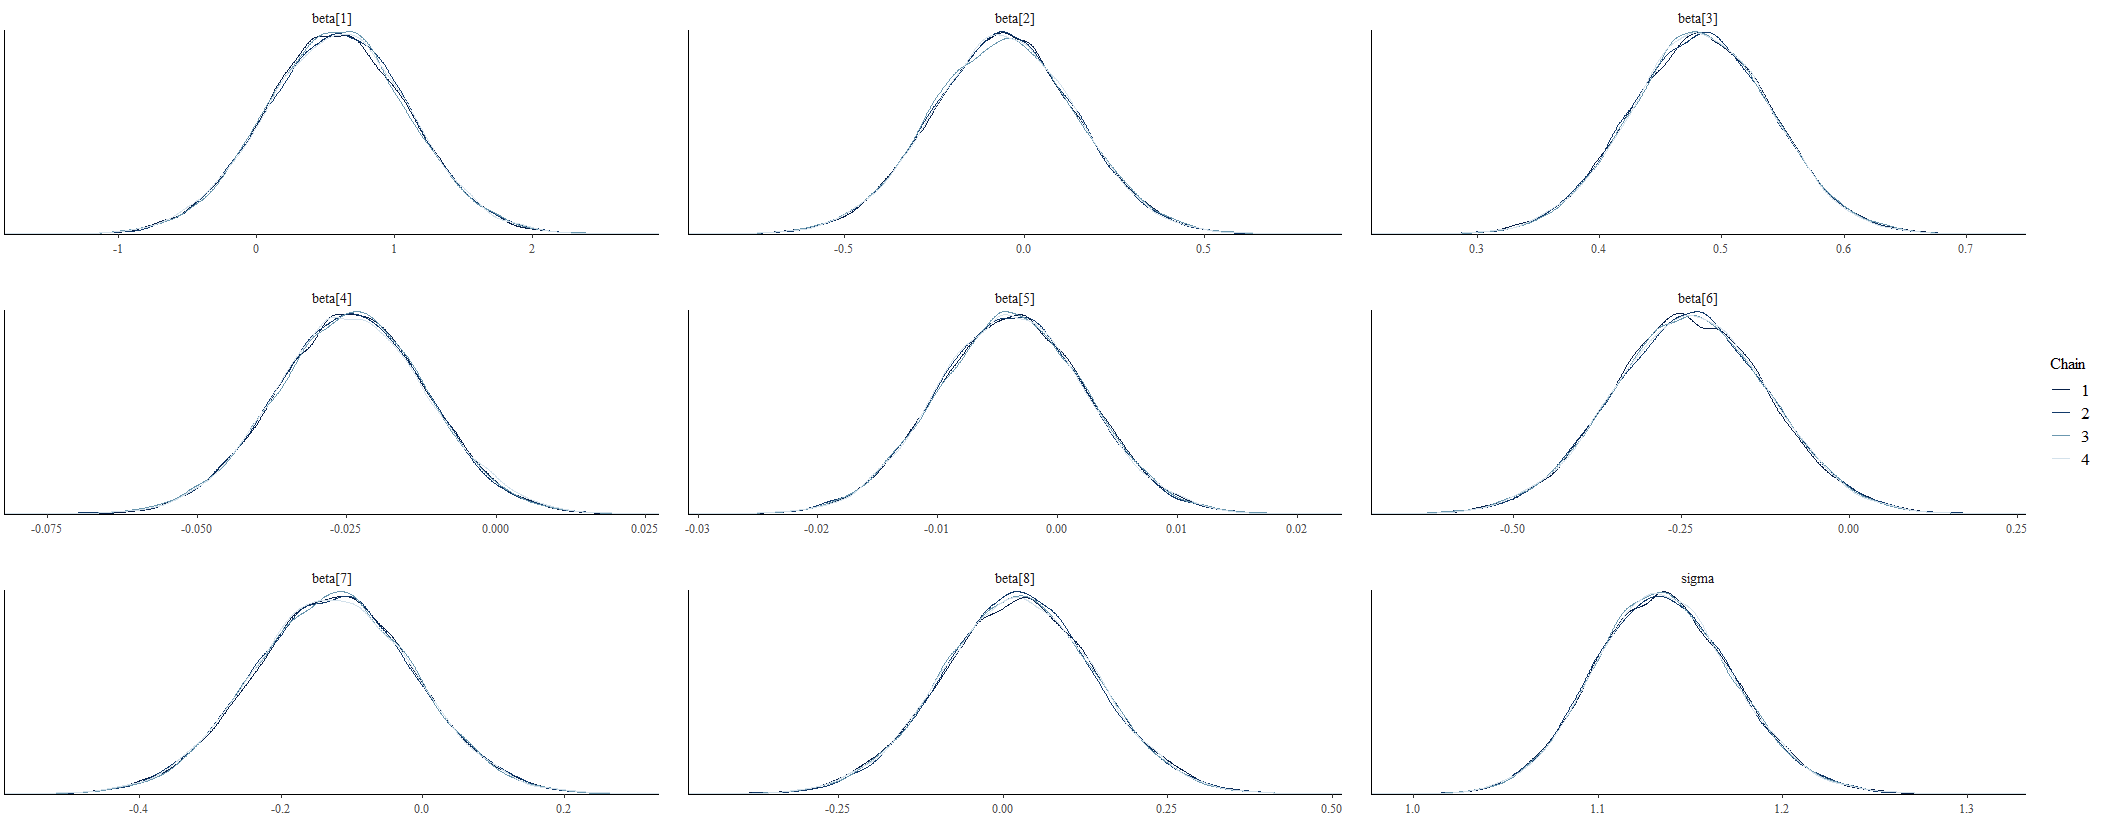 beta[1]
beta[2]
beta[3]
-1 0 1 2
-0.5 0.0 0.5
0.3 0.4 0.5 0.6 0.7
beta[4]
beta[5]
beta[6]
-0.075 -0.050 -0.025 0.000 0.025
-0.03 -0.02 -0.01 0.00 0.01 0.02
-0.50 -0.25 0.00 0.25
beta[7]
beta[8]
sigma
-0.4 -0.2 0.0 0.2
-0.25 0.00 0.25 0.50
1.0 1.1 1.2 1.3
Chain
1
2
3
4